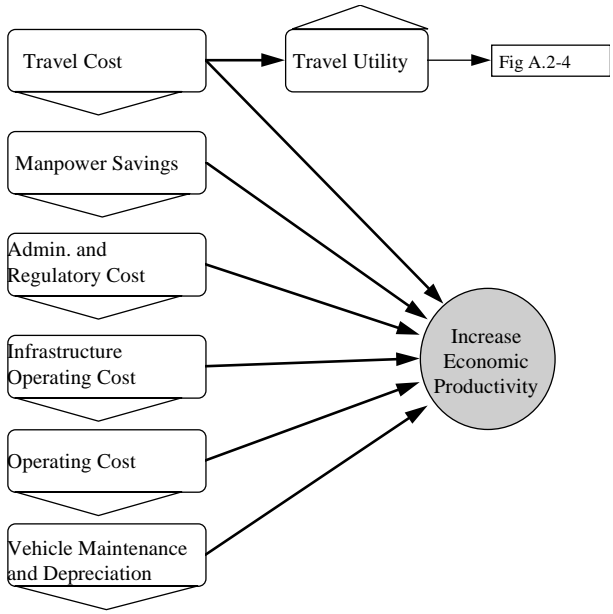 Travel Cost
Travel Utility
Fig A.2-4
Manpower Savings
Admin. and
Regulatory Cost
Infrastructure
Operating Cost
Increase
Economic
Productivity
Operating Cost
Vehicle Maintenance
and Depreciation